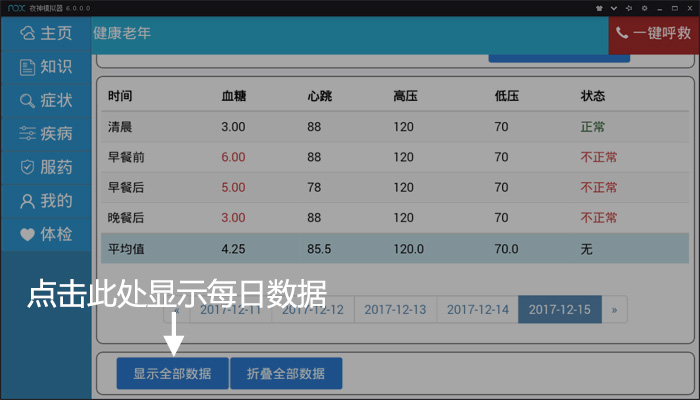 nox 夜神模拟器 6.0.0.0
主页
健康老年
一键呼救
知识
症状
疾病
服药
我的
体检
时间 血糖 心跳 高压 低压 状态
清晨 3.00 88 120 70 正常
早餐前 6.00 88 120 70 不正常
早餐后 5.00 78 120 70 不正常
晚餐后 3.00 88 120 70 不正常
平均值 4.25 85.5 120.0 70.0 无
点击此处显示每日数据
« 2017-12-11 2017-12-12 2017-12-13 2017-12-14 2017-12-15 »
显示全部数据 折叠全部数据